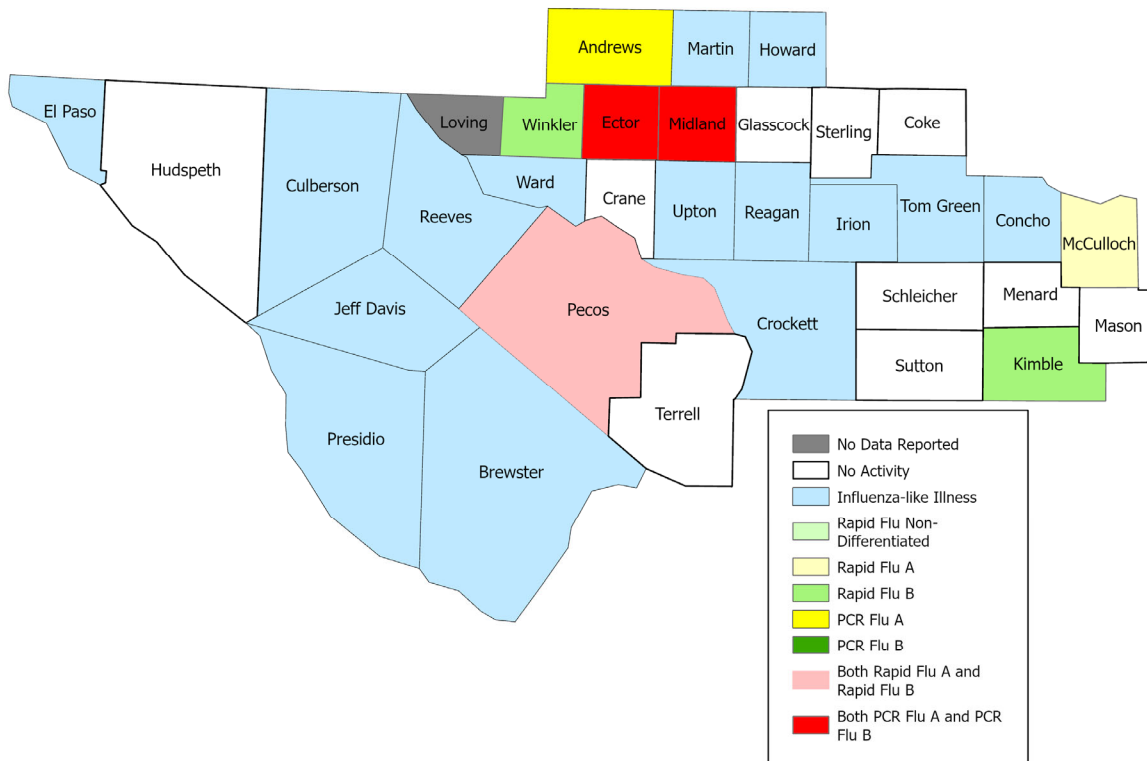 Andrews
Martin
Howard
El Paso
Hudspeth
Culberson
Reeves
Loving
Winkler
Ector
Midland
Glasscock
Sterling
Coke
Ward
Crane
Upton
Reagan
Irion
Tom Green
Concho
McCulloch
Jeff Davis
Pecos
Crockett
Schleicher
Menard
Mason
Sutton
Kimble
Terrell
Presidio
Brewster
No Data Reported
No Activity
Influenza-like Illness
Rapid Flu Non-
Differentiated
Rapid Flu A
Rapid Flu B
PCR Flu A
PCR Flu B
Both Rapid Flu A and
Rapid Flu B
Both PCR Flu A and PCR
Flu B